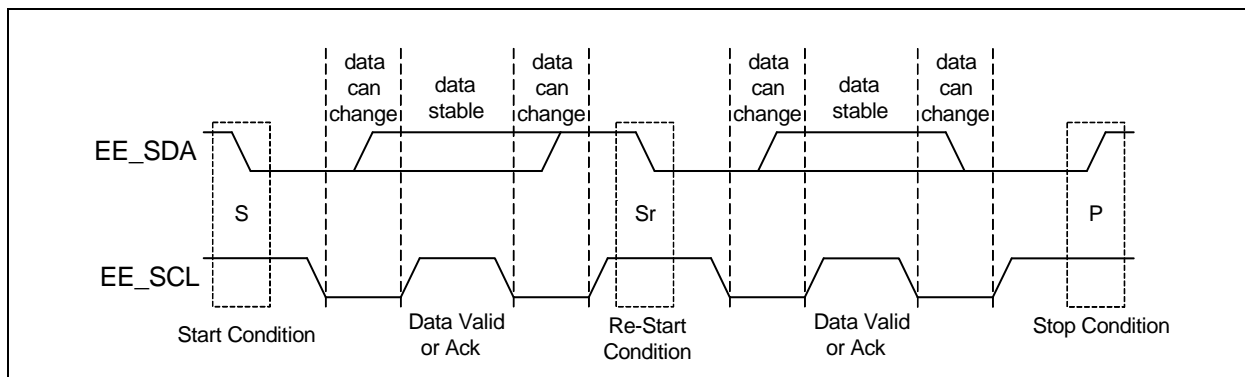 data
can
change
data
stable
data
can
change
data
can
change
data
stable
data
can
change
EE_SDA
S
Sr
P
EE_SCL
Start Condition
Data Valid
or Ack
Re-Start
Condition
Data Valid
or Ack
Stop Condition